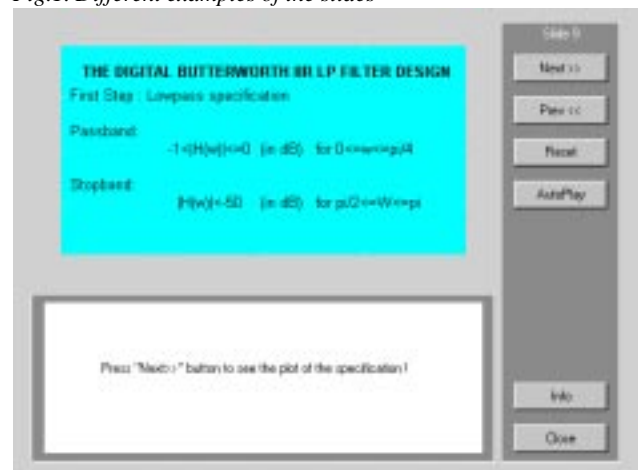 Fig.3. Different examples of the slides
THE DIGITAL BUTTERWORTH IIR LP FILTER DESIGN
First Step : Lowpass specification
Passband:
-1<|H(w)|<=0 (in dB) for 0<=w<=pi/4
Stopband:
|H(w)|<-50 (in dB) for pi/2<=W<=pi
Press "Next>>" button to see the plot of the specification!
Slide 9
Next >>
Prev <<
Reset
AutoPlay
Info
Close